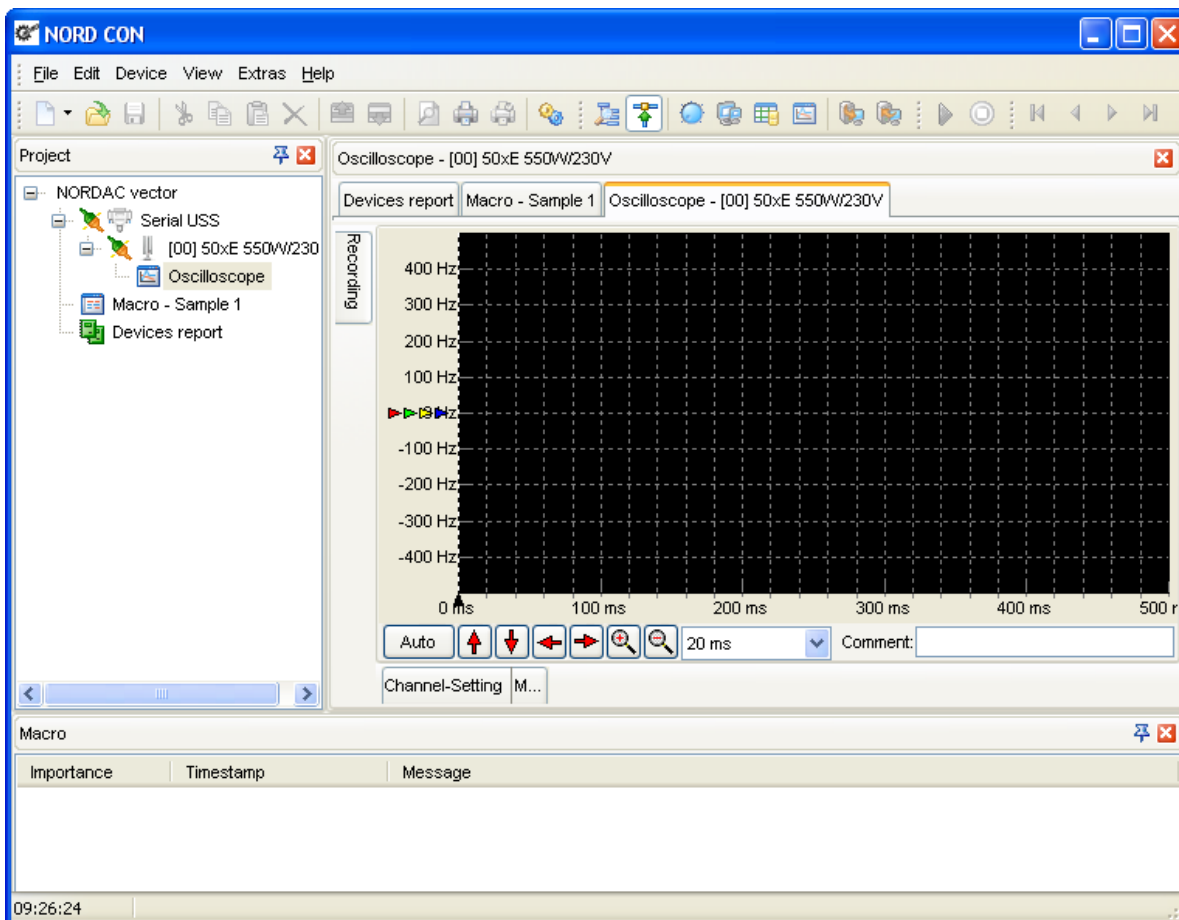 NORD CON
File Edit Device View Extras Help
Project
NORDAC vector
Serial USS
[00] 50xE 550W/230
Oscilloscope
Macro - Sample 1
Devices report
Oscilloscope - [00] 50xE 550W/230V
Devices report Macro - Sample 1 Oscilloscope - [00] 50xE 550W/230V
Recording
400 Hz
300 Hz
200 Hz
100 Hz
0 Hz
-100 Hz
-200 Hz
-300 Hz
-400 Hz
0 ms 100 ms 200 ms 300 ms 400 ms 500 r
Auto 20 ms Comment:
Channel-Setting M...
Macro
Importance Timestamp Message
09:26:24